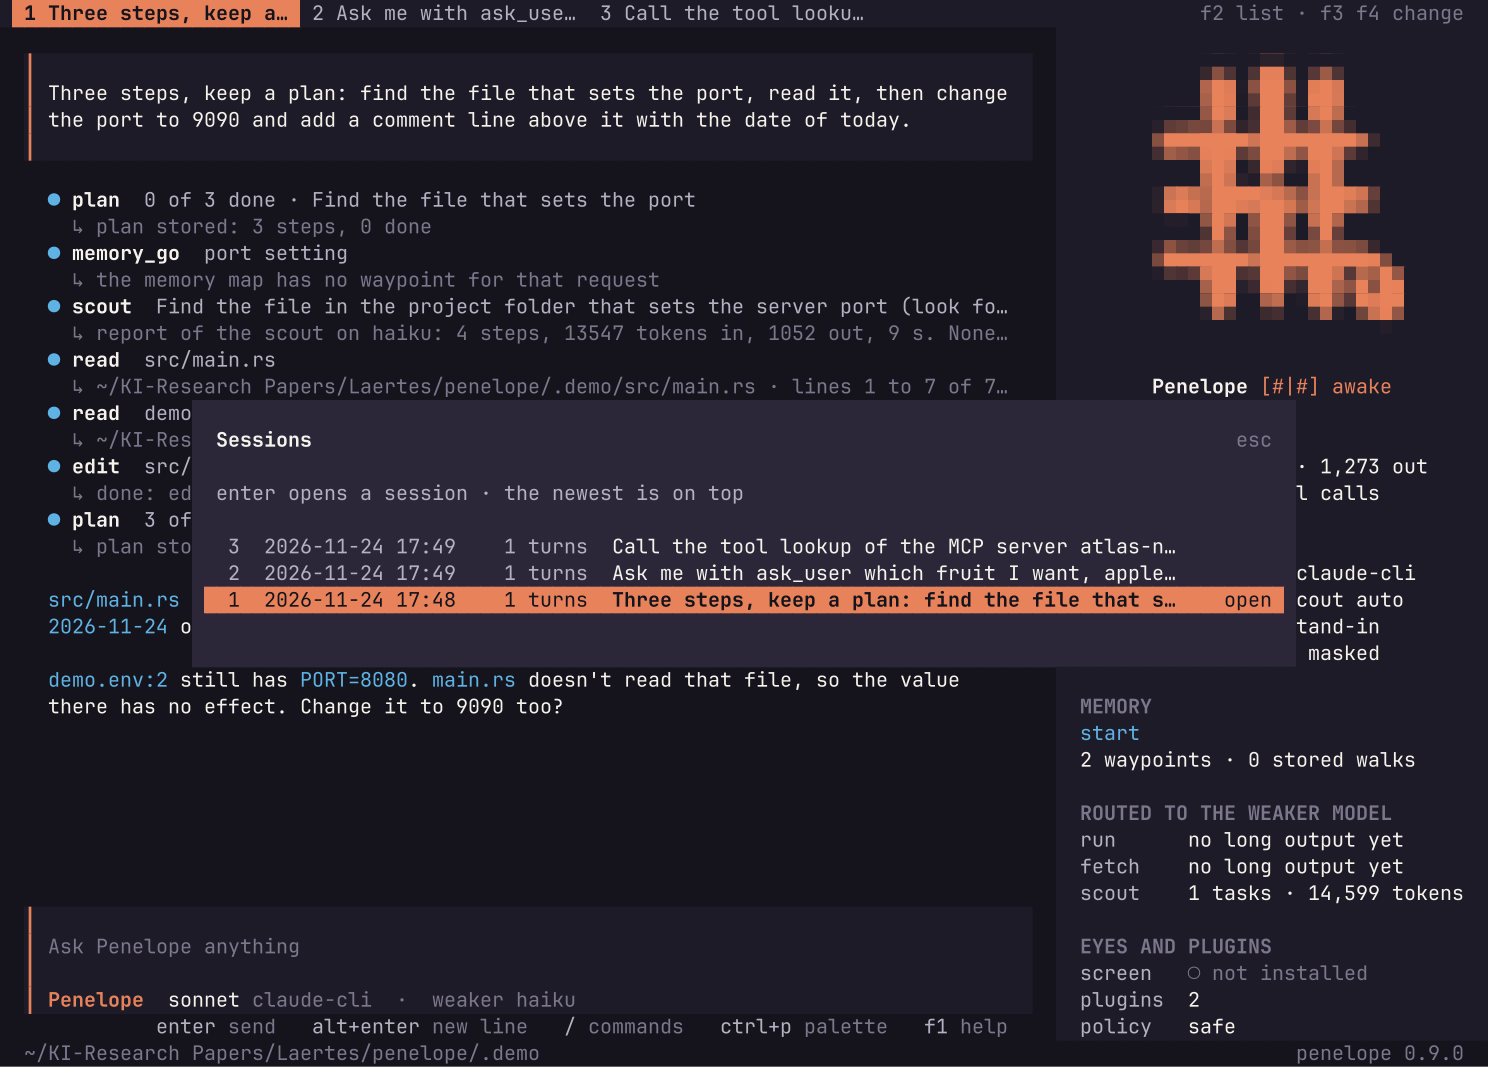 1 Three steps, keep a… 2 Ask me with ask_use… 3 Call the tool looku… f2 list · f3 f4 change
Three steps, keep a plan: find the file that sets the port, read it, then change
the port to 9090 and add a comment line above it with the date of today.
● plan 0 of 3 done · Find the file that sets the port
↳ plan stored: 3 steps, 0 done
● memory_go port setting
↳ the memory map has no waypoint for that request
● scout Find the file in the project folder that sets the server port (look fo…
↳ report of the scout on haiku: 4 steps, 13547 tokens in, 1052 out, 9 s. None…
● read src/main.rs
↳ ~/KI-Research Papers/Laertes/penelope/.demo/src/main.rs · lines 1 to 7 of 7…
● read demo
↳ ~/KI-Res
● edit src/
↳ done: ed
● plan 3 of
↳ plan sto
src/main.rs
2026-11-24 o
demo.env:2 still has PORT=8080. main.rs doesn't read that file, so the value
there has no effect. Change it to 9090 too?
Sessions esc
enter opens a session · the newest is on top
3 2026-11-24 17:49 1 turns Call the tool lookup of the MCP server atlas-n…
2 2026-11-24 17:49 1 turns Ask me with ask_user which fruit I want, apple…
1 2026-11-24 17:48 1 turns Three steps, keep a plan: find the file that s… open
Ask Penelope anything
Penelope sonnet claude-cli · weaker haiku
enter send alt+enter new line / commands ctrl+p palette f1 help
Penelope [#|#] awake
· 1,273 out
l calls
claude-cli
cout auto
tand-in
masked
MEMORY
start
2 waypoints · 0 stored walks
ROUTED TO THE WEAKER MODEL
run no long output yet
fetch no long output yet
scout 1 tasks · 14,599 tokens
EYES AND PLUGINS
screen ○ not installed
plugins 2
policy safe
~/KI-Research Papers/Laertes/penelope/.demo penelope 0.9.0